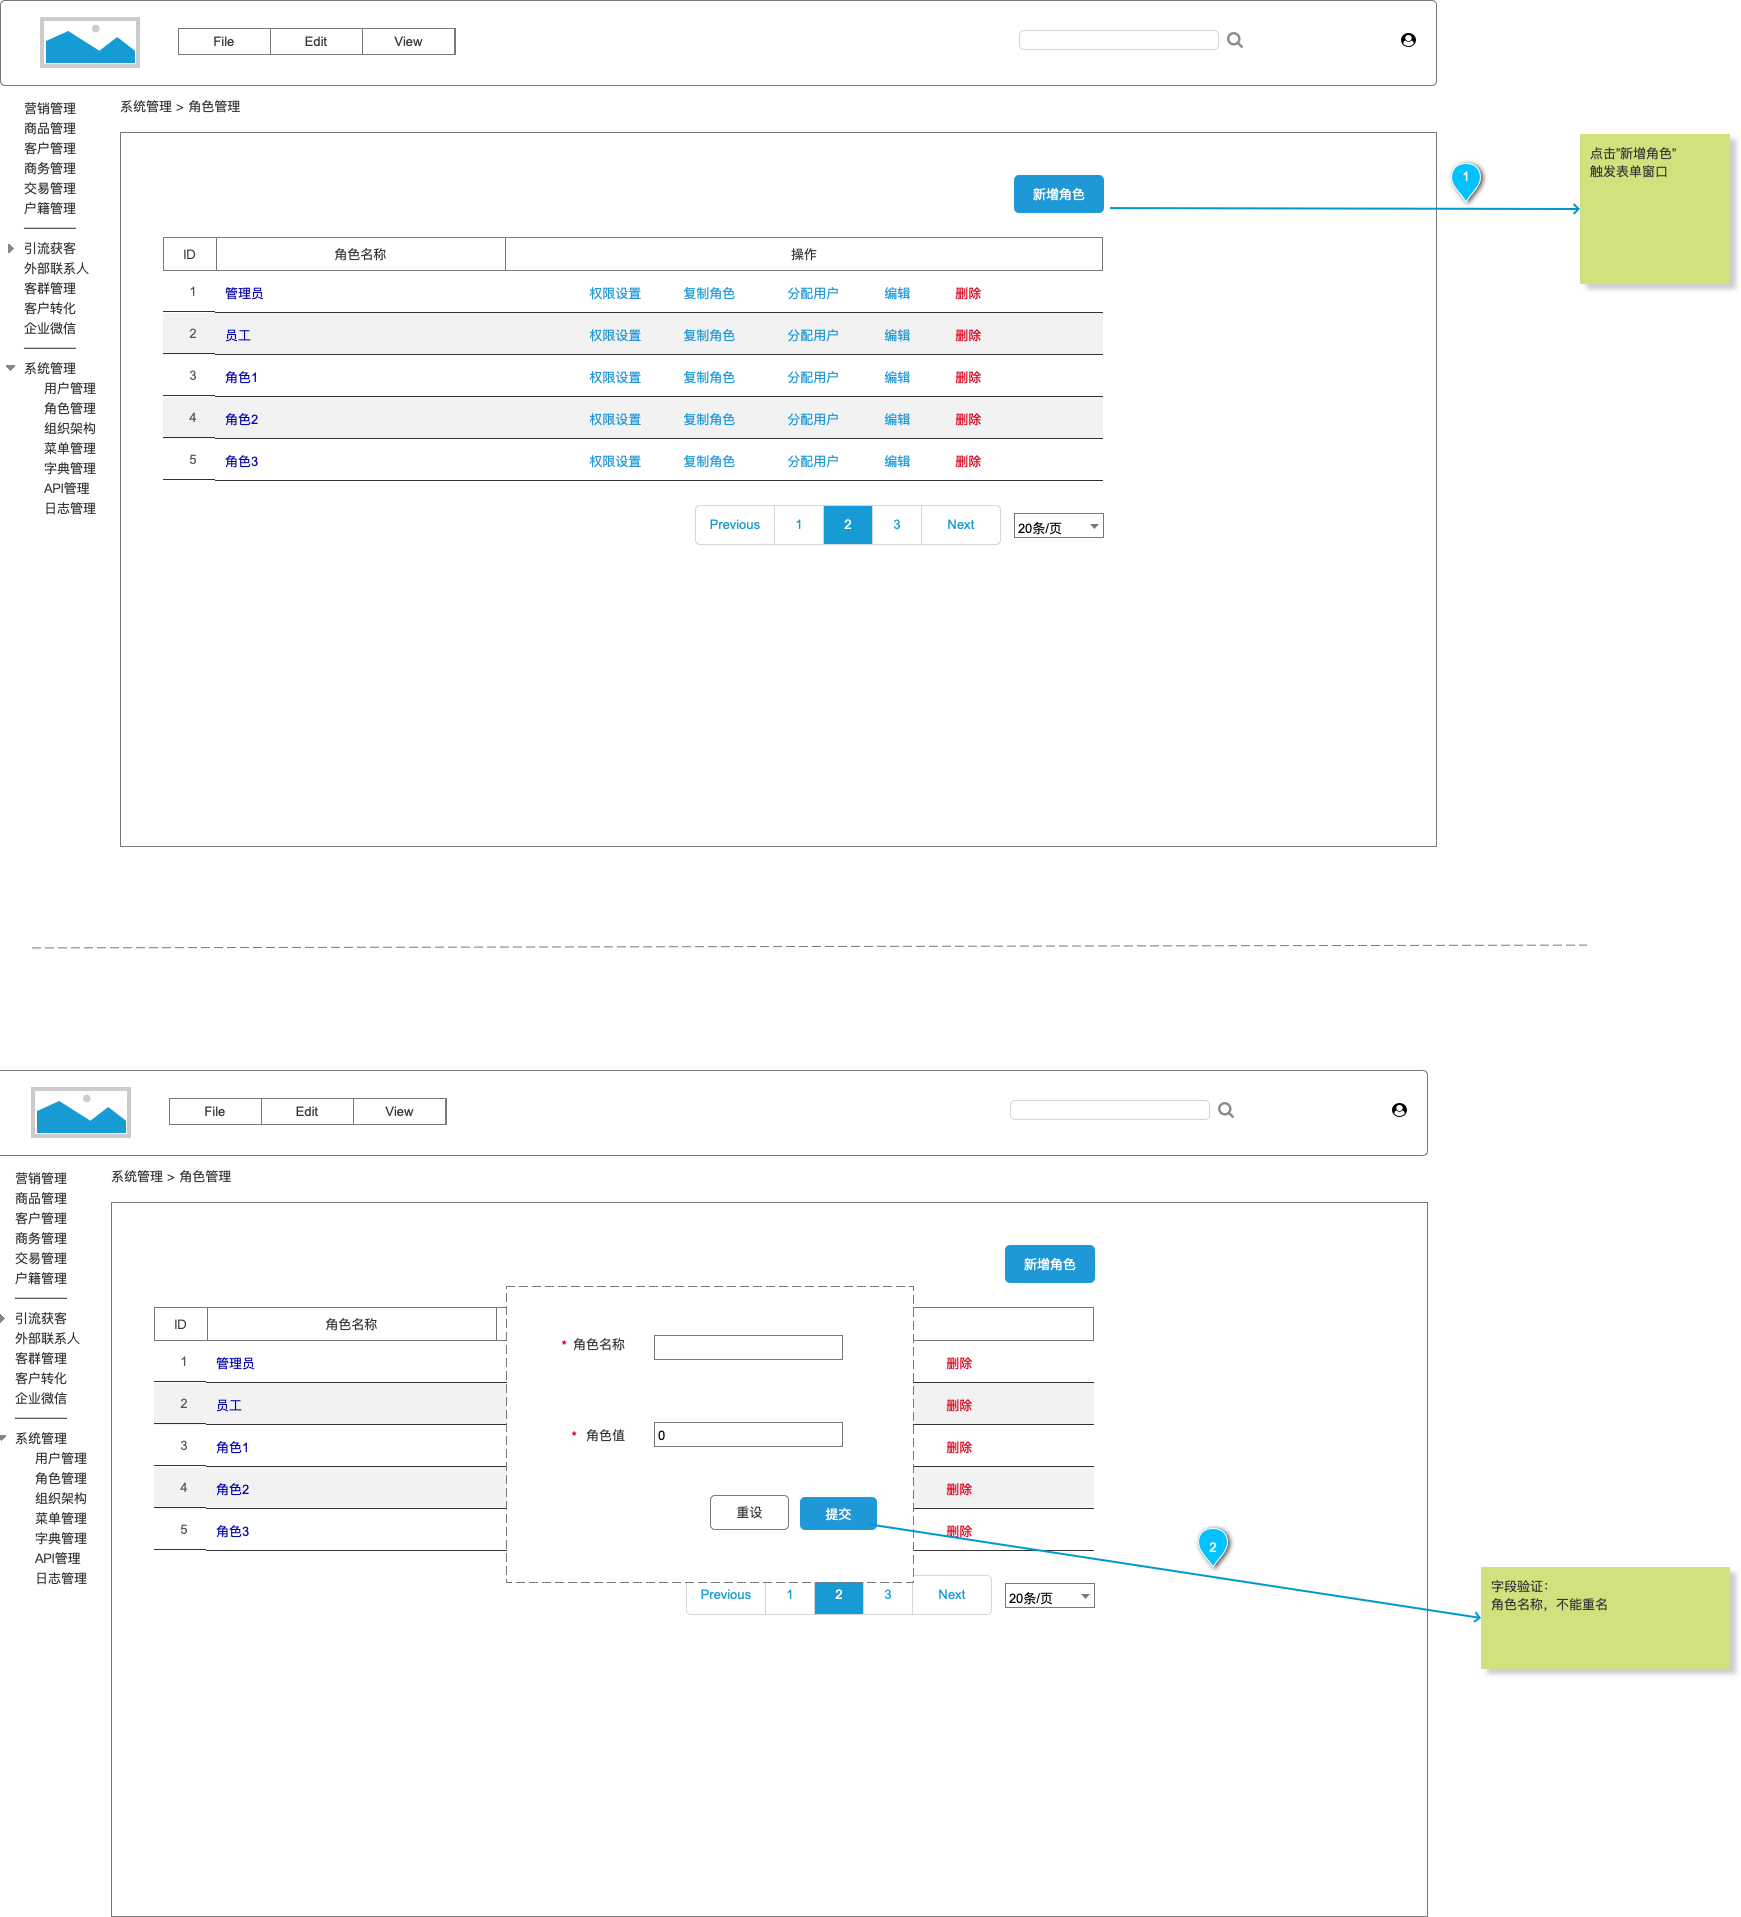 File Edit View
系统管理 > 角色管理
营销管理
商品管理
客户管理
商务管理
交易管理
户籍管理
引流获客
外部联系人
客群管理
客户转化
企业微信
系统管理
用户管理
角色管理
组织架构
菜单管理
字典管理
API管理
日志管理
新增角色
ID 角色名称 操作
1 管理员 权限设置 复制角色 分配用户 编辑 删除
2 员工 权限设置 复制角色 分配用户 编辑 删除
3 角色1 权限设置 复制角色 分配用户 编辑 删除
4 角色2 权限设置 复制角色 分配用户 编辑 删除
5 角色3 权限设置 复制角色 分配用户 编辑 删除
Previous 1 2 3 Next 20条/页
1
点击”新增角色”
触发表单窗口
File Edit View
系统管理 > 角色管理
营销管理
商品管理
客户管理
商务管理
交易管理
户籍管理
引流获客
外部联系人
客群管理
客户转化
企业微信
系统管理
用户管理
角色管理
组织架构
菜单管理
字典管理
API管理
日志管理
新增角色
ID 角色名称
1 管理员 删除
2 员工 删除
3 角色1 删除
4 角色2 删除
5 角色3 删除
* 角色名称
* 角色值 0
重设 提交
Previous 1 2 3 Next 20条/页
2
字段验证：
角色名称，不能重名